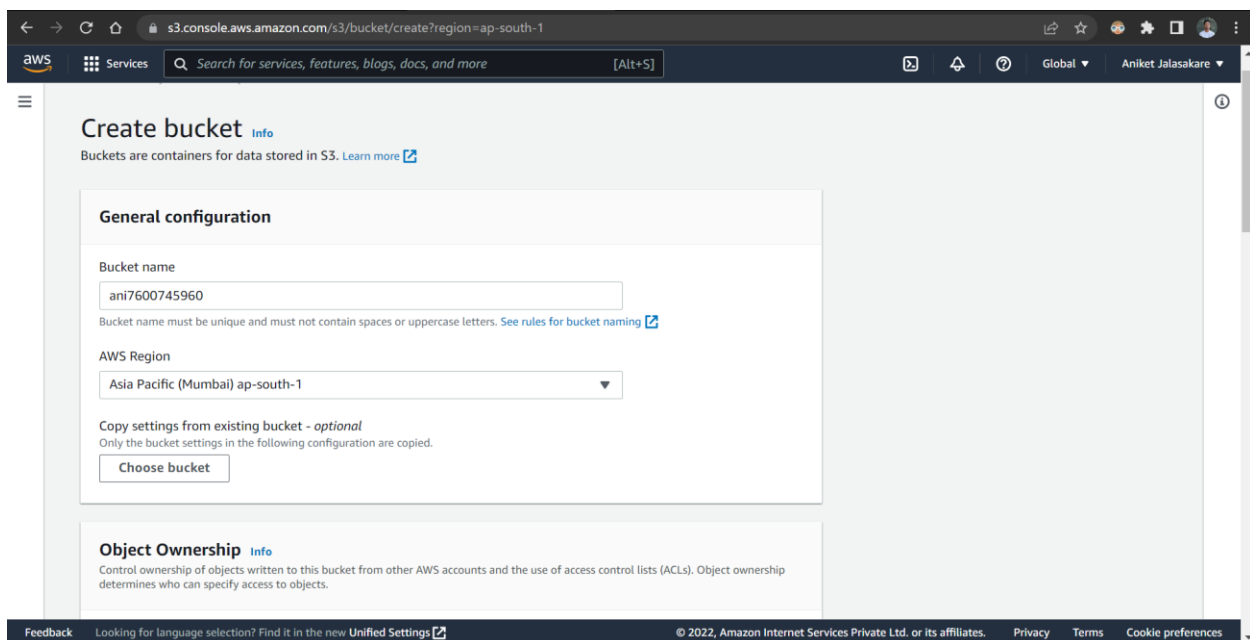 s3.console.aws.amazon.com/s3/bucket/create?region=ap-south-1
aws Services Search for services, features, blogs, docs, and more [Alt+S] Global Aniket Jalasakare
Create bucket Info
Buckets are containers for data stored in S3. Learn more
General configuration
Bucket name
ani7600745960
Bucket name must be unique and must not contain spaces or uppercase letters. See rules for bucket naming
AWS Region
Asia Pacific (Mumbai) ap-south-1
Copy settings from existing bucket - optional
Only the bucket settings in the following configuration are copied.
Choose bucket
Object Ownership Info
Control ownership of objects written to this bucket from other AWS accounts and the use of access control lists (ACLs). Object ownership
determines who can specify access to objects.
Feedback Looking for language selection? Find it in the new Unified Settings © 2022, Amazon Internet Services Private Ltd. or its affiliates. Privacy Terms Cookie preferences